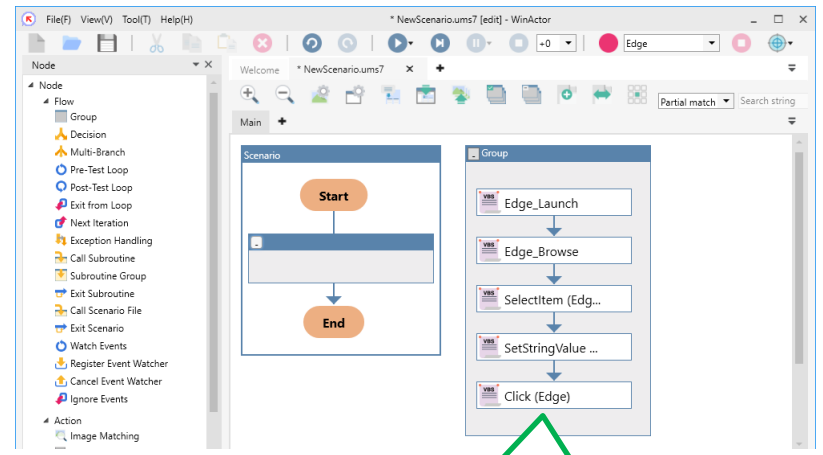 File(F) View(V) Tool(T) Help(H) * NewScenario.ums7 [edit] - WinActor
+0 Edge
Node
Welcome * NewScenario.ums7
Partial match Search string
Main
Node
Flow
Group
Decision
Multi-Branch
Pre-Test Loop
Post-Test Loop
Exit from Loop
Next Iteration
Exception Handling
Call Subroutine
Subroutine Group
Exit Subroutine
Call Scenario File
Exit Scenario
Watch Events
Register Event Watcher
Cancel Event Watcher
Ignore Events
Action
Image Matching
Scenario
Start
End
Group
VBS Edge_Launch
VBS Edge_Browse
VBS SelectItem (Edg...
VBS SetStringValue ...
VBS Click (Edge)